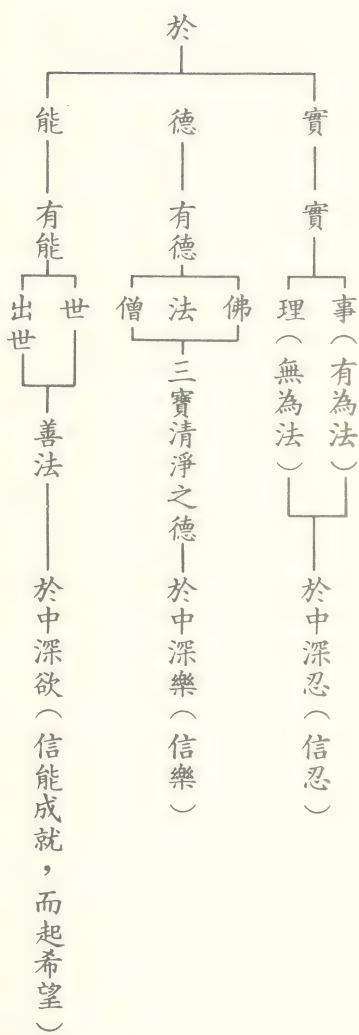 於
實
實
事（有為法）
理（無為法）
於中深忍（信忍）
德
有德
佛
法
僧
三寶清淨之德
於中深樂（信樂）
能
有能
世
出世
善法
於中深欲（信能成就，而起希望）